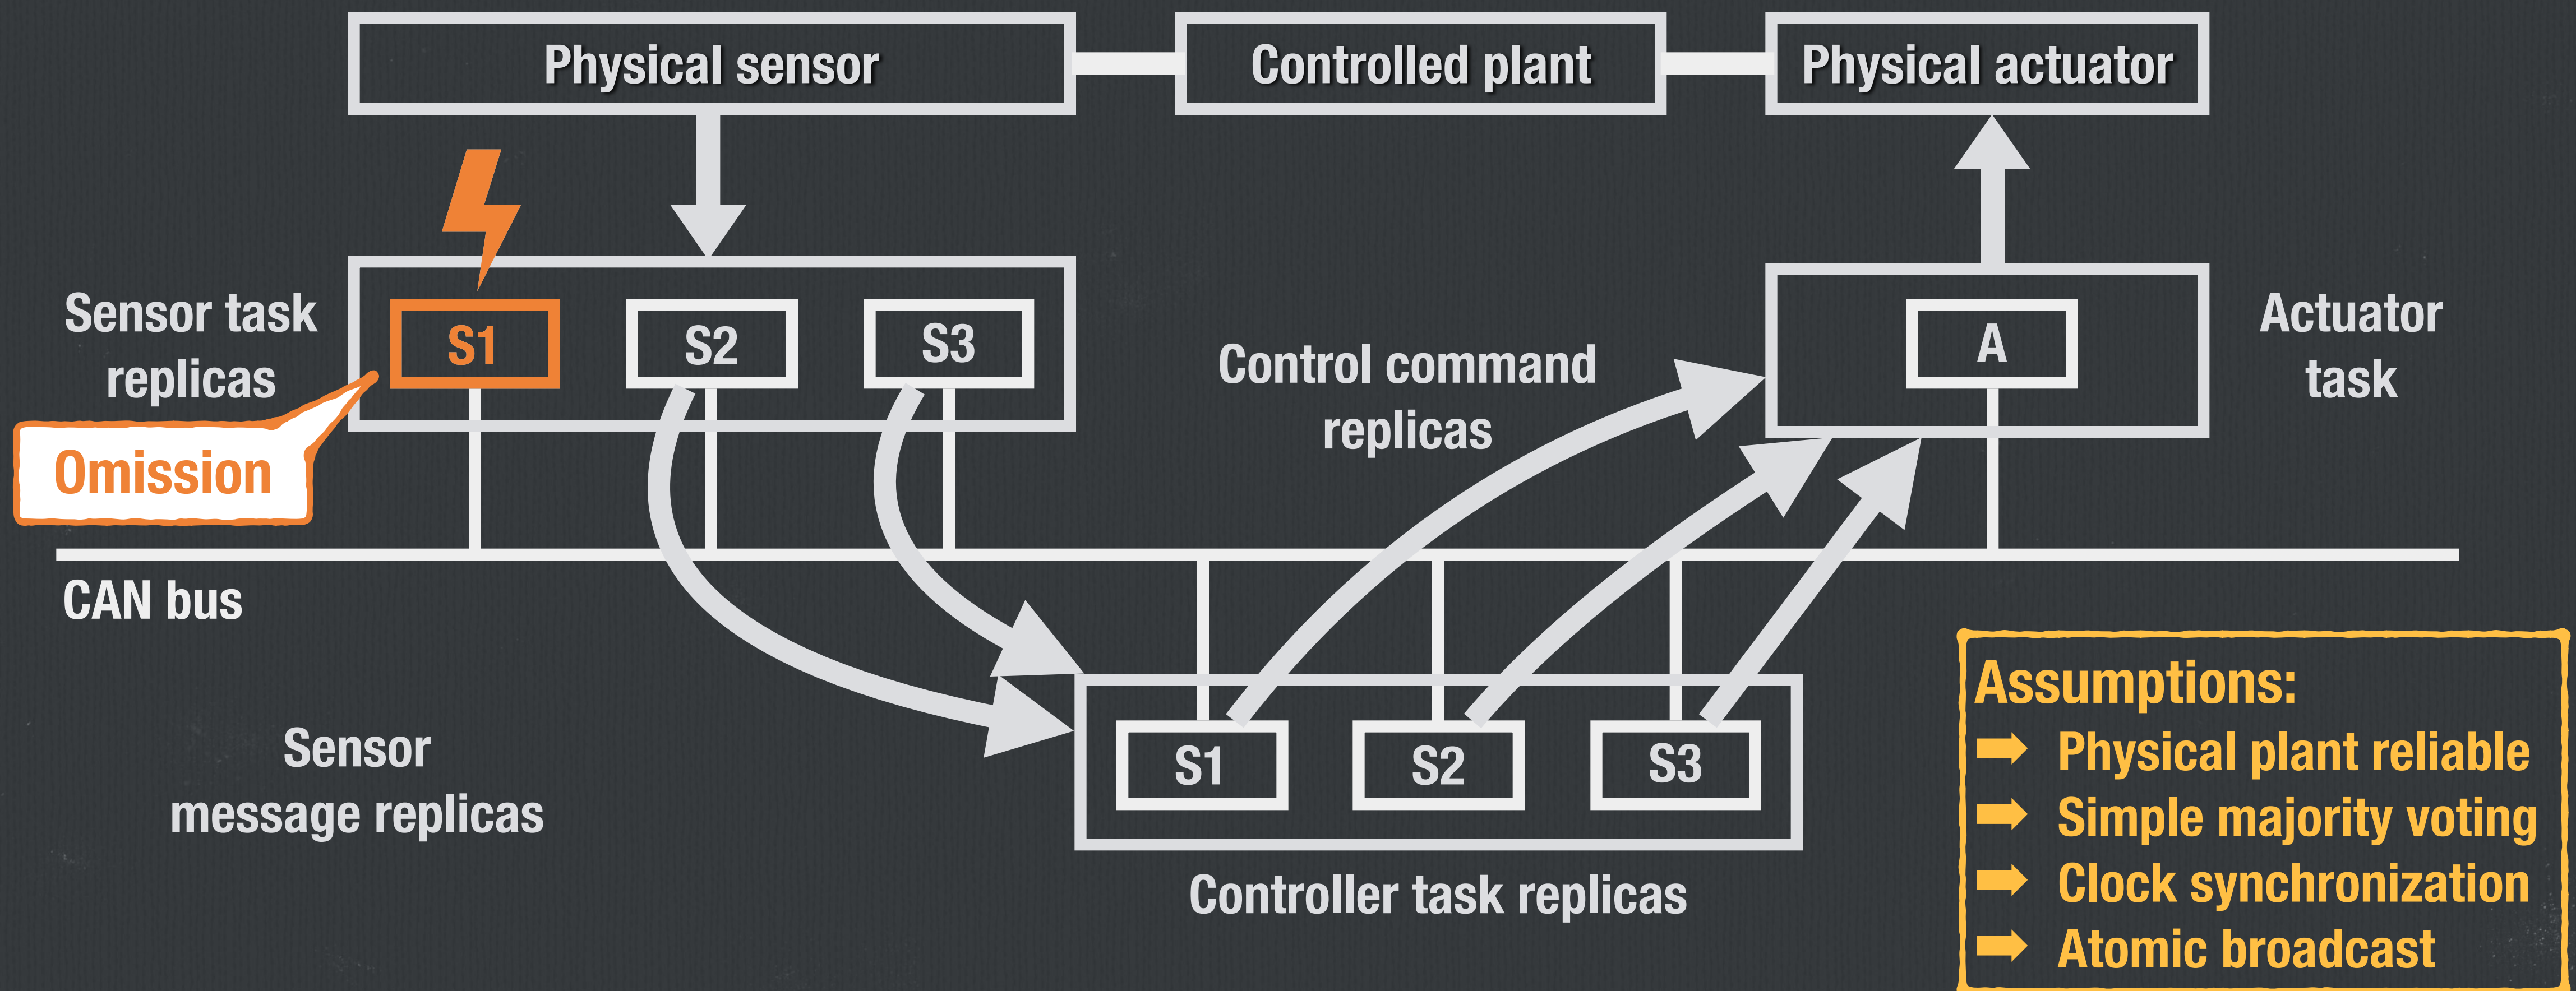 Physical sensor
Controlled plant
Physical actuator
Sensor task
replicas
S1
S2
S3
Omission
Control command
replicas
A
Actuator
task
CAN bus
Sensor
message replicas
S1
S2
S3
Controller task replicas
Assumptions:
Physical plant reliable
Simple majority voting
Clock synchronization
Atomic broadcast